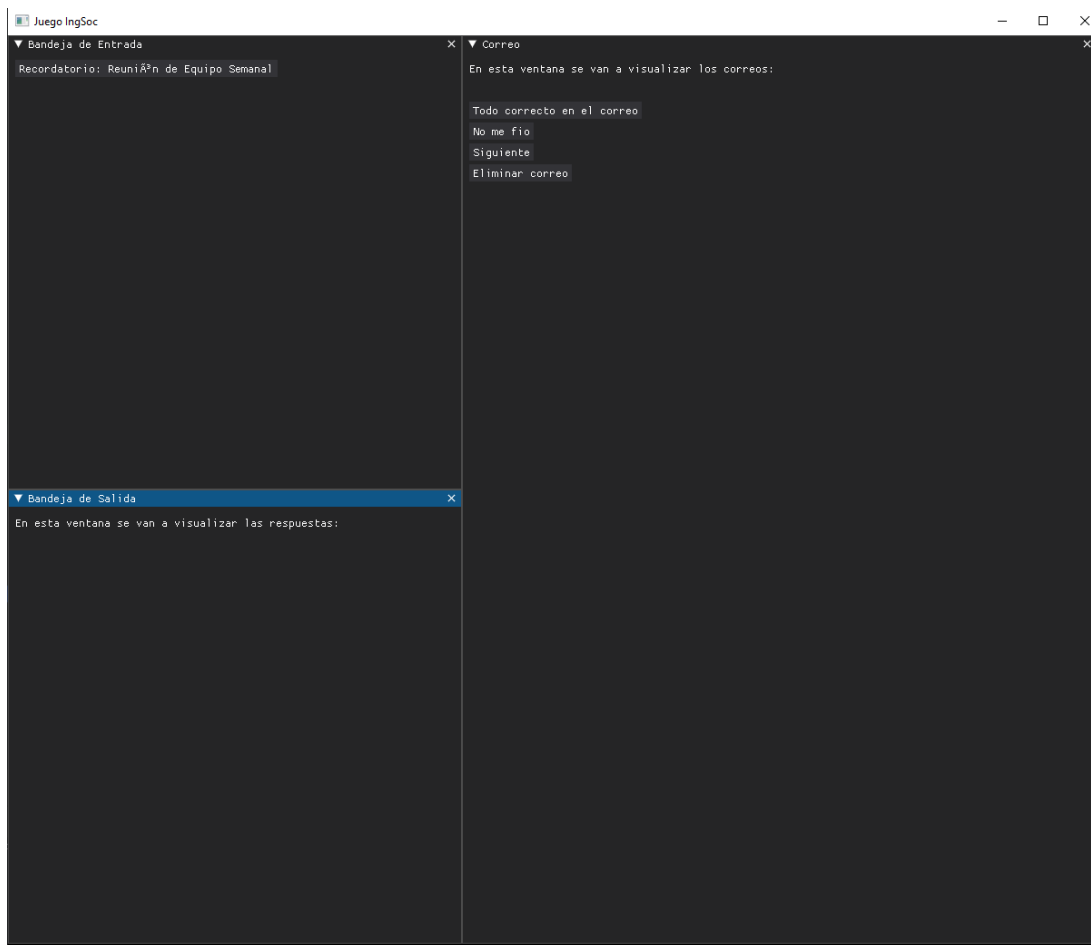 Juego IngSoc
Bandeja de Entrada
Recordatorio: ReuniÃ³n de Equipo Semanal
Correo
En esta ventana se van a visualizar los correos:
Todo correcto en el correo
No me fio
Siguiente
Eliminar correo
Bandeja de Salida
En esta ventana se van a visualizar las respuestas: